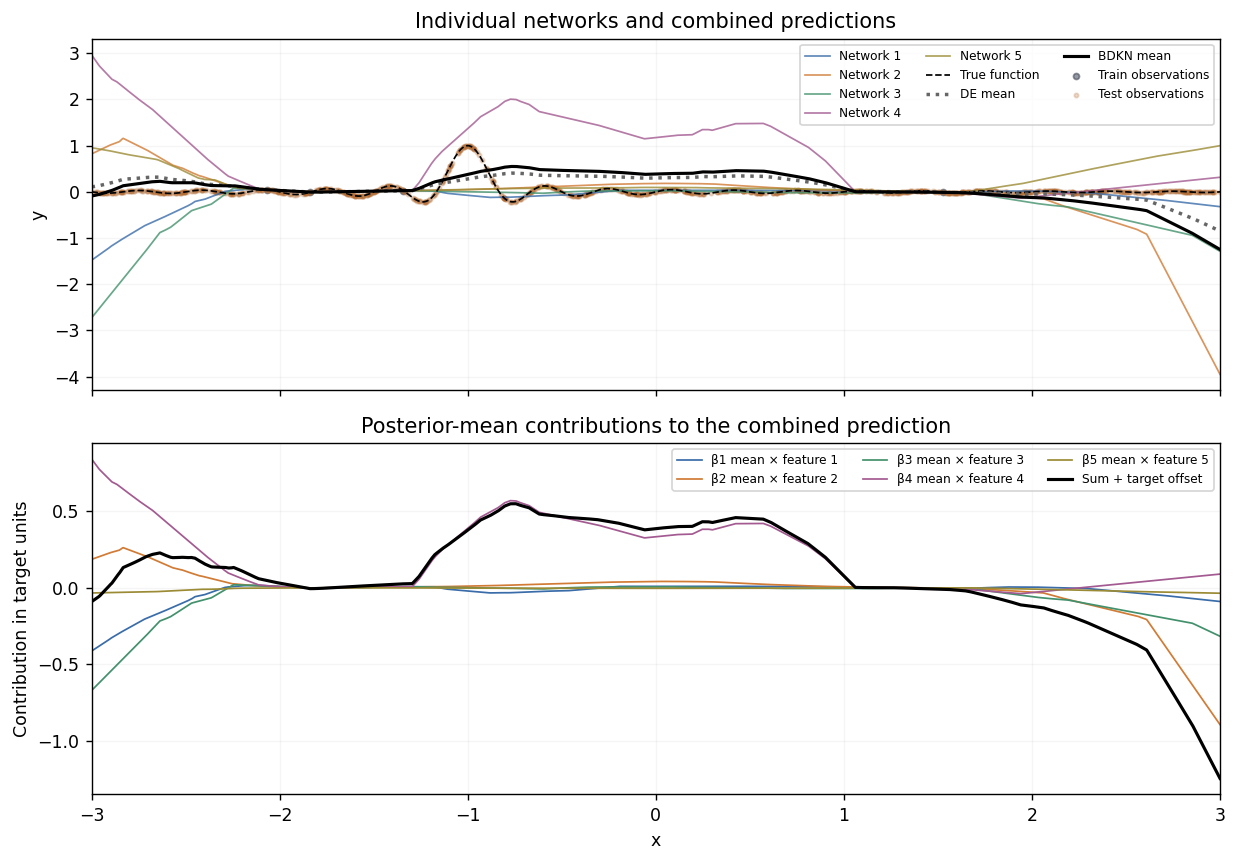 Individual networks and combined predictions
3
2
1
0
−1
−2
−3
−4
y
Network 1
Network 2
Network 3
Network 4
Network 5
True function
DE mean
BDKN mean
Train observations
Test observations
Posterior-mean contributions to the combined prediction
0.5
0.0
−0.5
−1.0
Contribution in target units
β1 mean × feature 1
β2 mean × feature 2
β3 mean × feature 3
β4 mean × feature 4
β5 mean × feature 5
Sum + target offset
−3 −2 −1 0 1 2 3
x